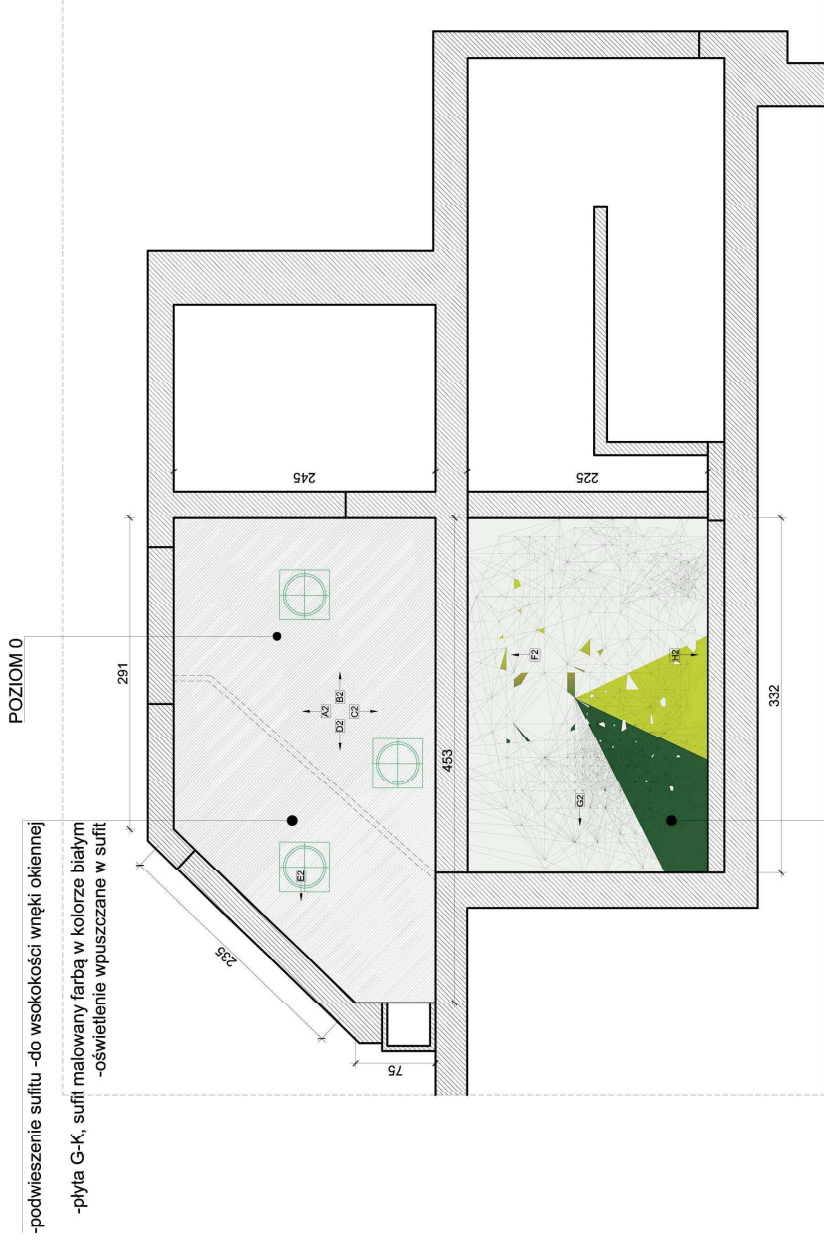 POZIOM 0
-podwieszenie sufitu -do wsokokości wnęki okiennej
-płyta G-K, sufit malowany farbą w kolorze białym
-oświetlenie wpuszczane w sufit
291
245
225
A2
B2
D2
C2
E2
235
75
453
F2
H2
G2
332